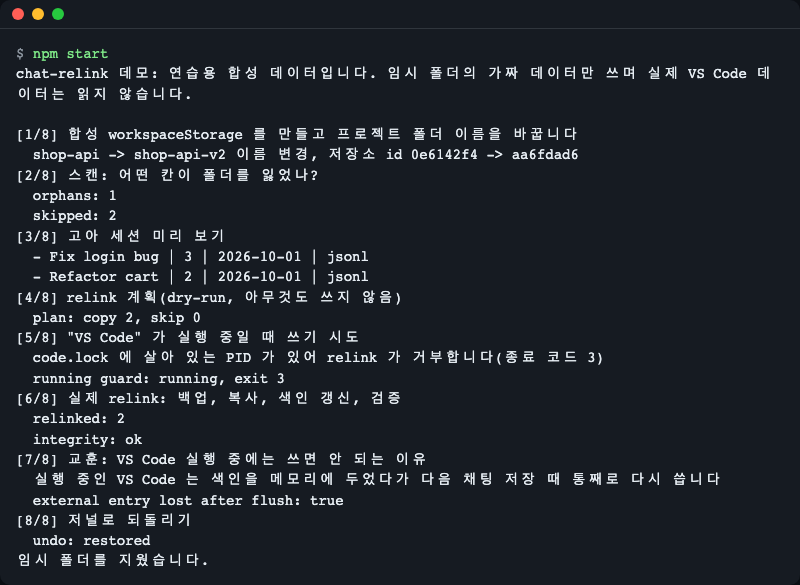 $ npm start
chat-relink 데모: 연습용 합성 데이터입니다. 임시 폴더의 가짜 데이터만 쓰며 실제 VS Code 데
이터는 읽지 않습니다.
[1/8] 합성 workspaceStorage 를 만들고 프로젝트 폴더 이름을 바꿉니다
  shop-api -> shop-api-v2 이름 변경, 저장소 id 0e6142f4 -> aa6fdad6
[2/8] 스캔: 어떤 칸이 폴더를 잃었나?
  orphans: 1
  skipped: 2
[3/8] 고아 세션 미리 보기
  - Fix login bug | 3 | 2026-10-01 | jsonl
  - Refactor cart | 2 | 2026-10-01 | jsonl
[4/8] relink 계획(dry-run, 아무것도 쓰지 않음)
  plan: copy 2, skip 0
[5/8] "VS Code" 가 실행 중일 때 쓰기 시도
  code.lock 에 살아 있는 PID 가 있어 relink 가 거부합니다(종료 코드 3)
  running guard: running, exit 3
[6/8] 실제 relink: 백업, 복사, 색인 갱신, 검증
  relinked: 2
  integrity: ok
[7/8] 교훈: VS Code 실행 중에는 쓰면 안 되는 이유
  실행 중인 VS Code 는 색인을 메모리에 두었다가 다음 채팅 저장 때 통째로 다시 씁니다
  external entry lost after flush: true
[8/8] 저널로 되돌리기
  undo: restored
임시 폴더를 지웠습니다.